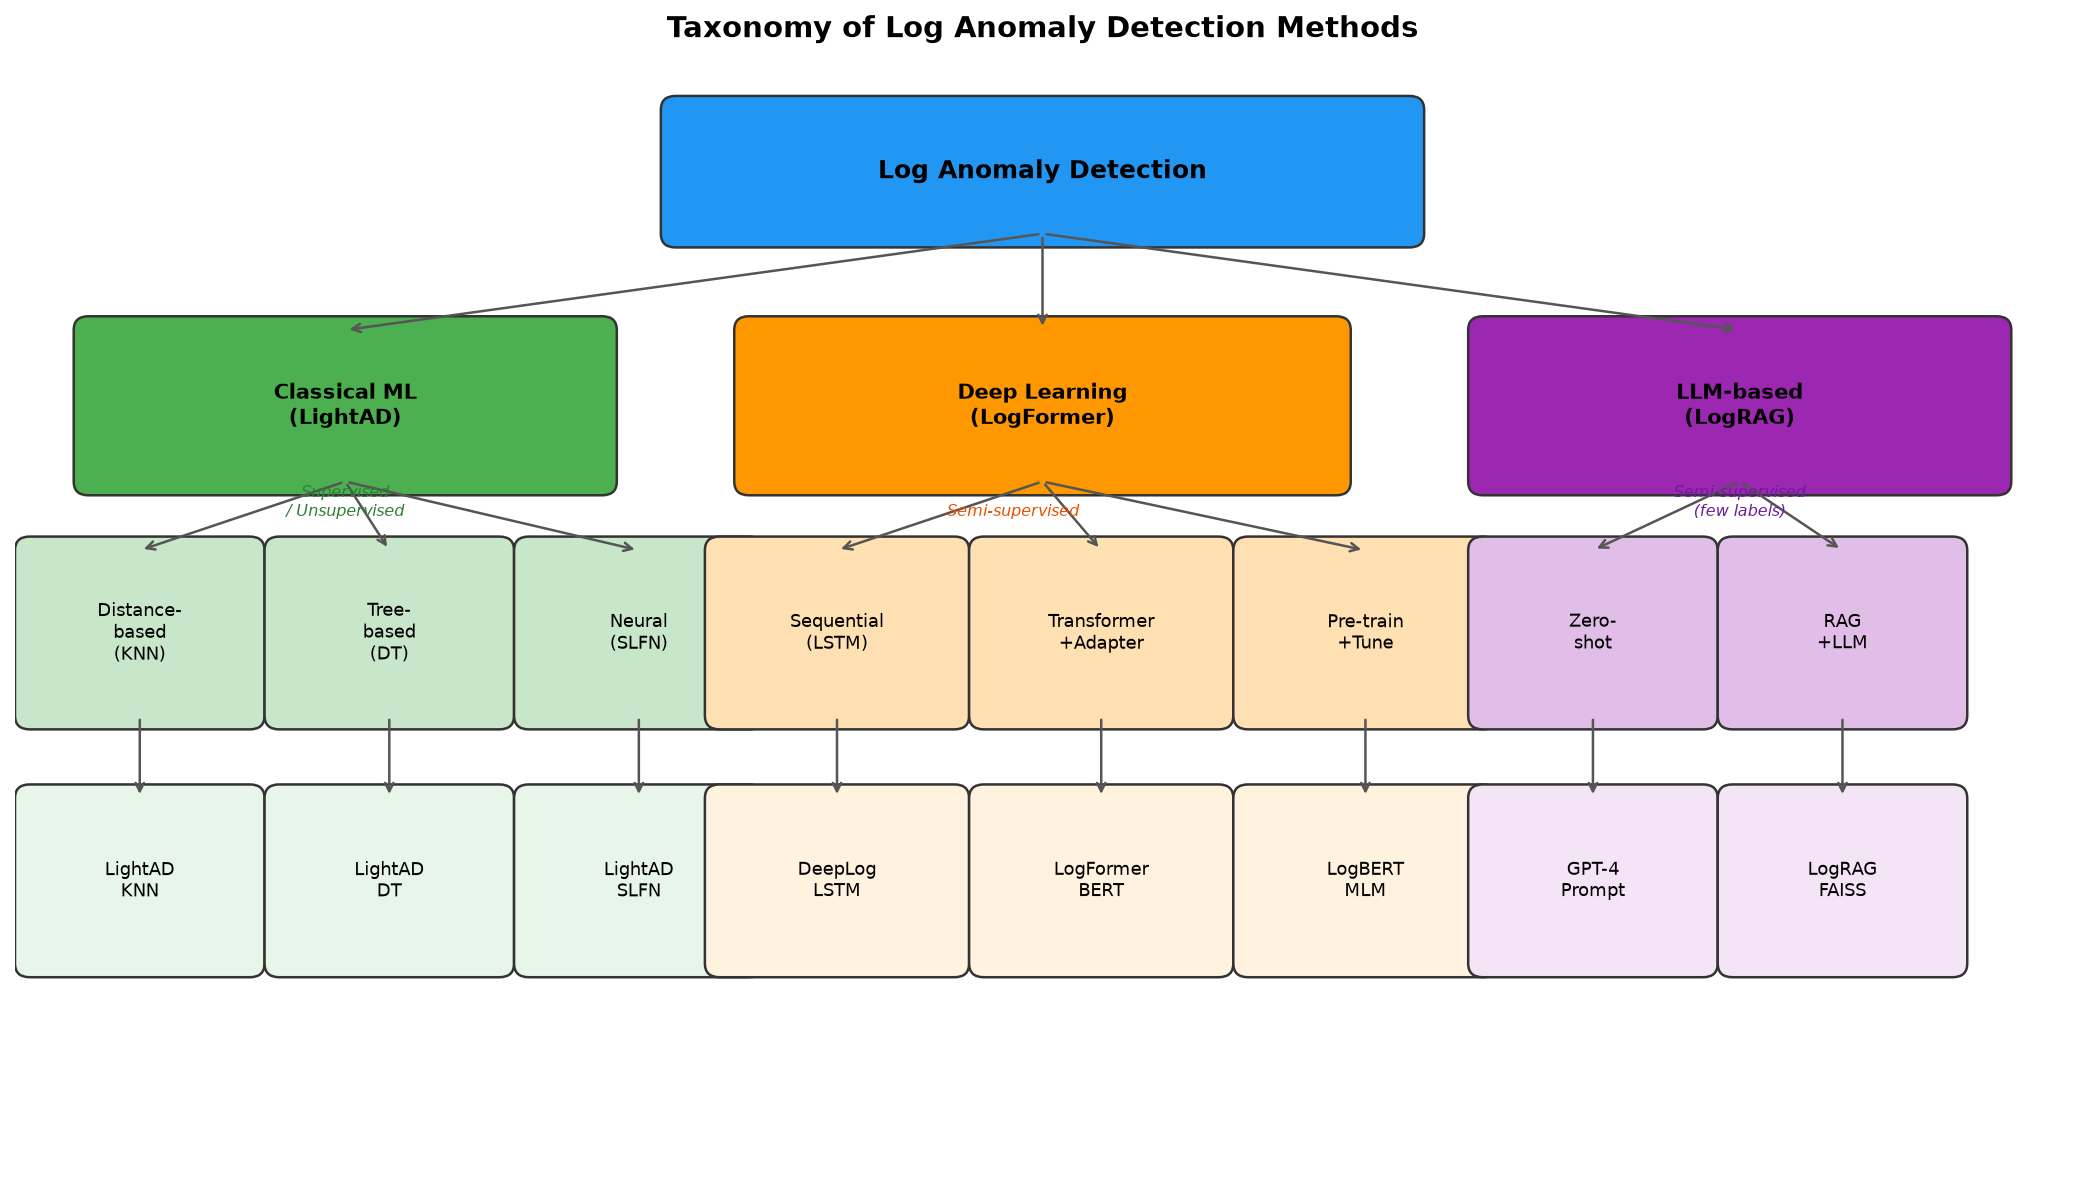 Taxonomy of Log Anomaly Detection Methods
Log Anomaly Detection
Classical ML
(LightAD)
Deep Learning
(LogFormer)
LLM-based
(LogRAG)
Supervised
/ Unsupervised
Semi-supervised
Semi-supervised
(few labels)
Distance-
based
(KNN)
Tree-
based
(DT)
Neural
(SLFN)
Sequential
(LSTM)
Transformer
+Adapter
Pre-train
+Tune
Zero-
shot
RAG
+LLM
LightAD
KNN
LightAD
DT
LightAD
SLFN
DeepLog
LSTM
LogFormer
BERT
LogBERT
MLM
GPT-4
Prompt
LogRAG
FAISS